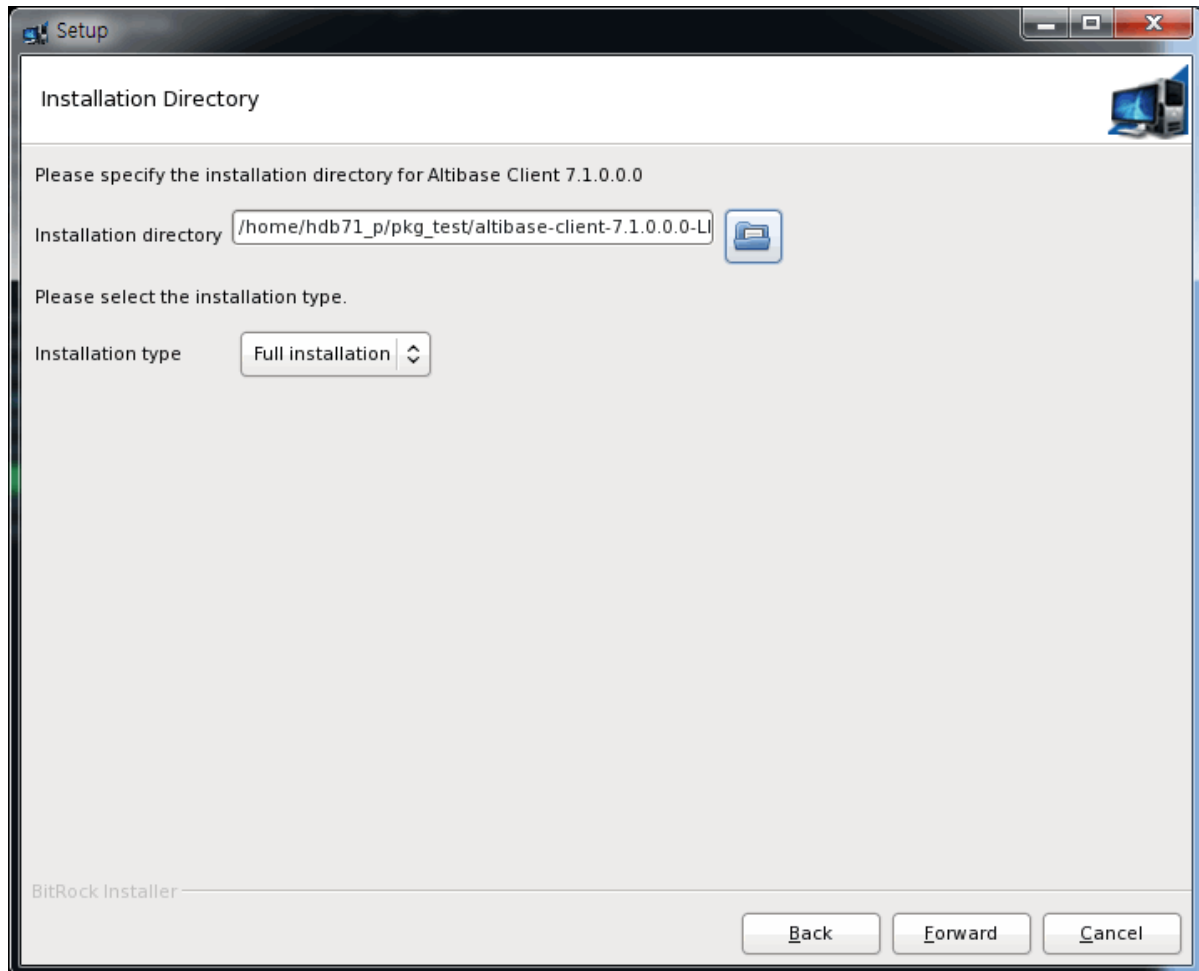 Setup
Installation Directory
Please specify the installation directory for Altibase Client 7.1.0.0.0
Installation directory /home/hdb71_p/pkg_test/altibase-client-7.1.0.0.0-LI
Please select the installation type.
Installation type Full installation
BitRock Installer
Back Forward Cancel